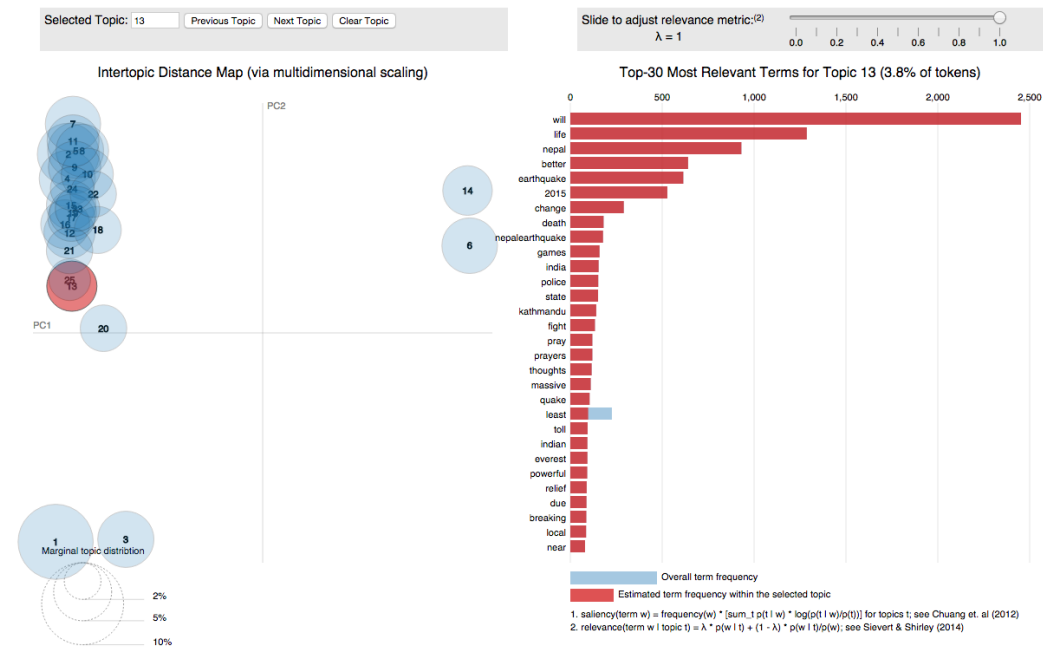 Selected Topic: 13 Previous Topic Next Topic Clear Topic
Slide to adjust relevance metric:(2)
λ = 1
0.0 0.2 0.4 0.6 0.8 1.0
Intertopic Distance Map (via multidimensional scaling)
PC2
PC1
7
11
2
5
8
9
10
4
24
22
15
17
16
12
18
21
25
13
20
14
6
1
3
Marginal topic distribtion
2%
5%
10%
Top-30 Most Relevant Terms for Topic 13 (3.8% of tokens)
0 500 1,000 1,500 2,000 2,500
will
life
nepal
better
earthquake
2015
change
death
nepalearthquake
games
india
police
state
kathmandu
fight
pray
prayers
thoughts
massive
quake
least
toll
indian
everest
powerful
relief
due
breaking
local
near
Overall term frequency
Estimated term frequency within the selected topic
1. saliency(term w) = frequency(w) * [sum_t p(t | w) * log(p(t | w)/p(t))] for topics t; see Chuang et. al (2012)
2. relevance(term w | topic t) = λ * p(w | t) + (1 - λ) * p(w | t)/p(w); see Sievert & Shirley (2014)